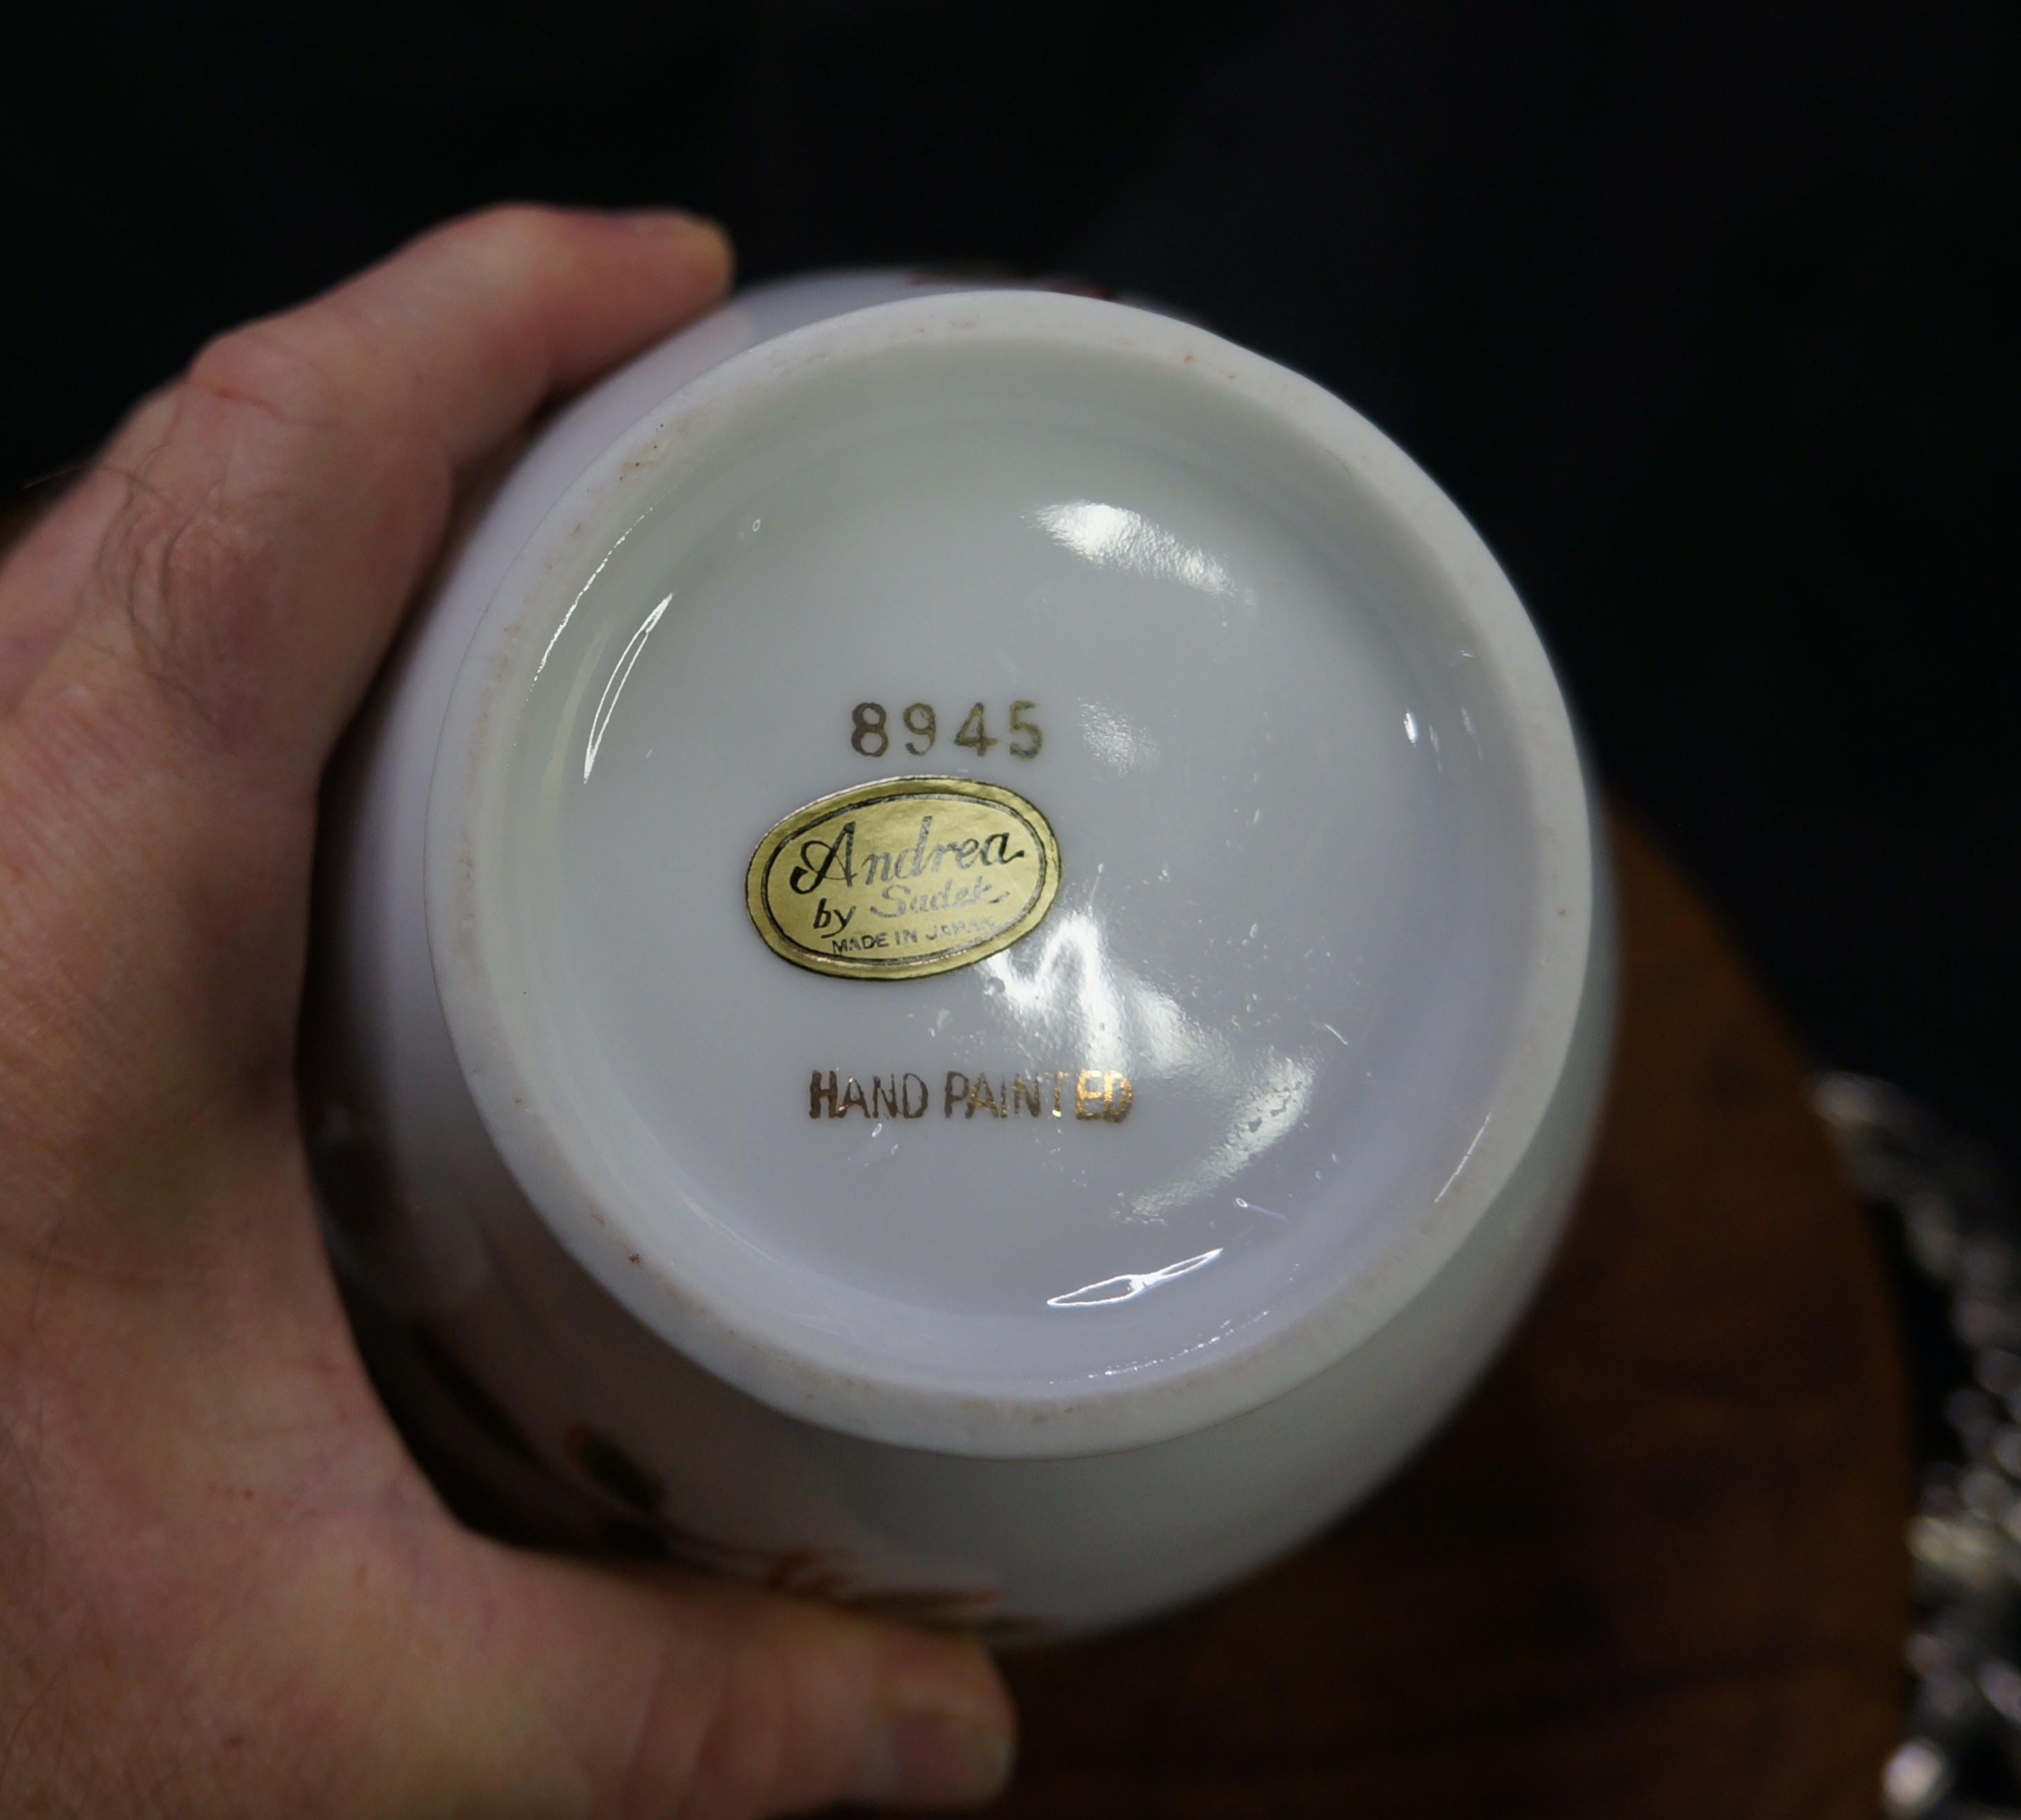 8945
Andrea
by Sadek
MADE IN JAPAN
HAND PAINTED